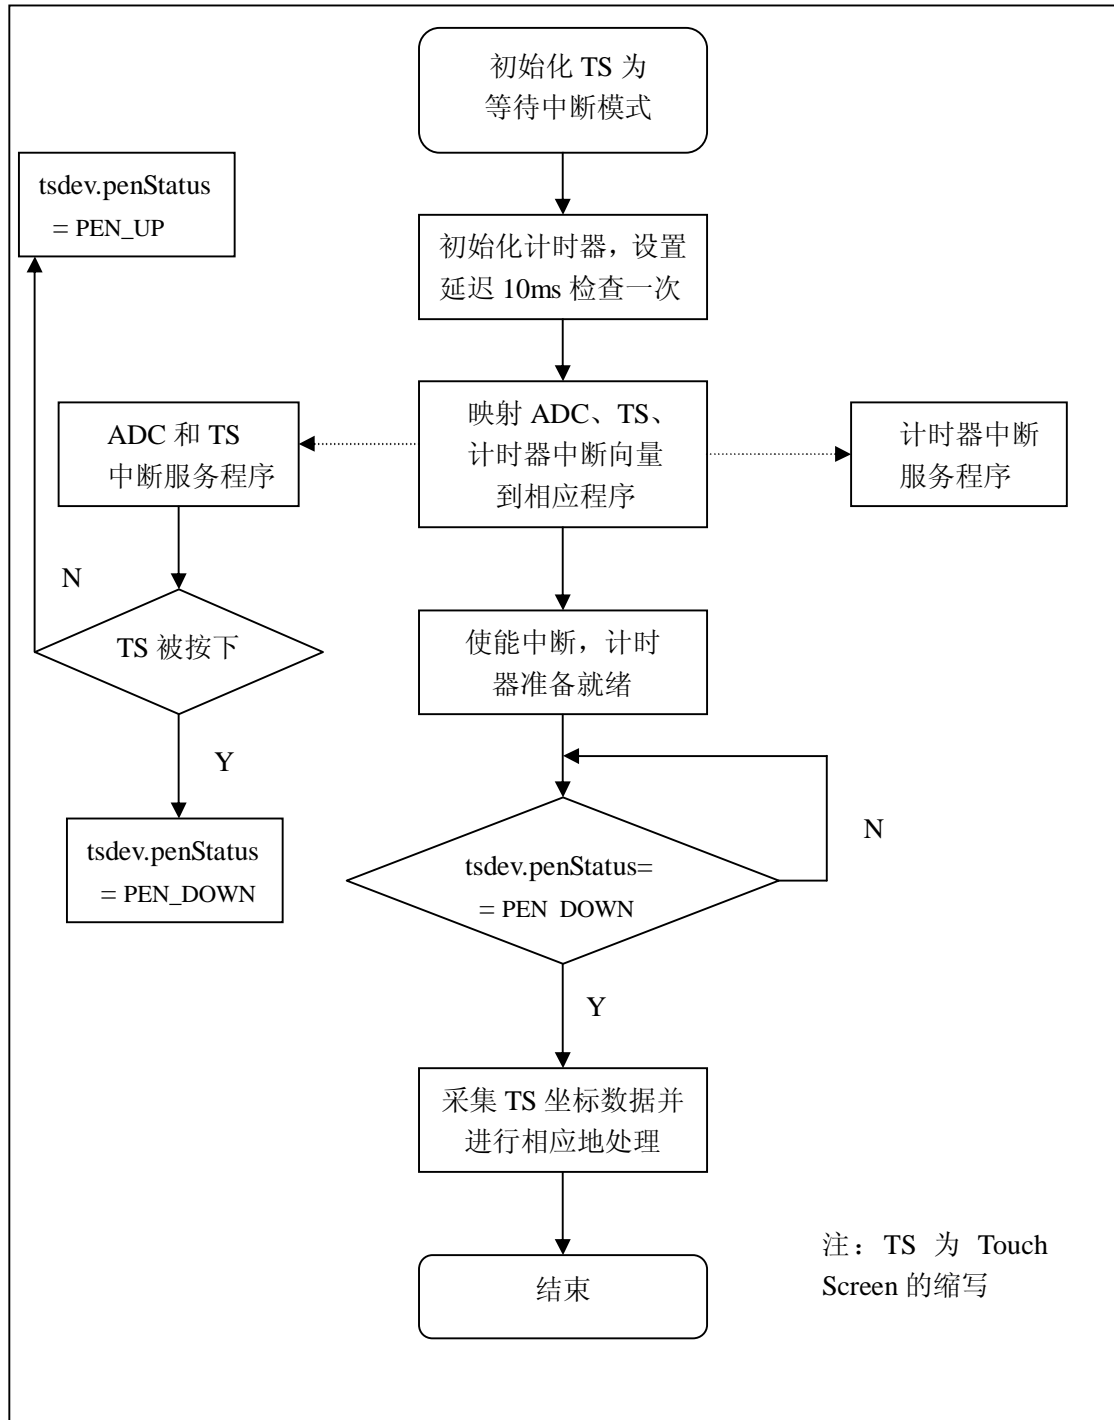 初始化 TS 为
等待中断模式
tsdev.penStatus
= PEN_UP
初始化计时器，设置
延迟 10ms 检查一次
ADC 和 TS
中断服务程序
映射 ADC、TS、
计时器中断向量
到相应程序
计时器中断
服务程序
N
TS 被按下
使能中断，计时
器准备就绪
Y
N
tsdev.penStatus
= PEN_DOWN
tsdev.penStatus=
= PEN DOWN
Y
采集 TS 坐标数据并
进行相应地处理
注：TS 为 Touch
Screen 的缩写
结束